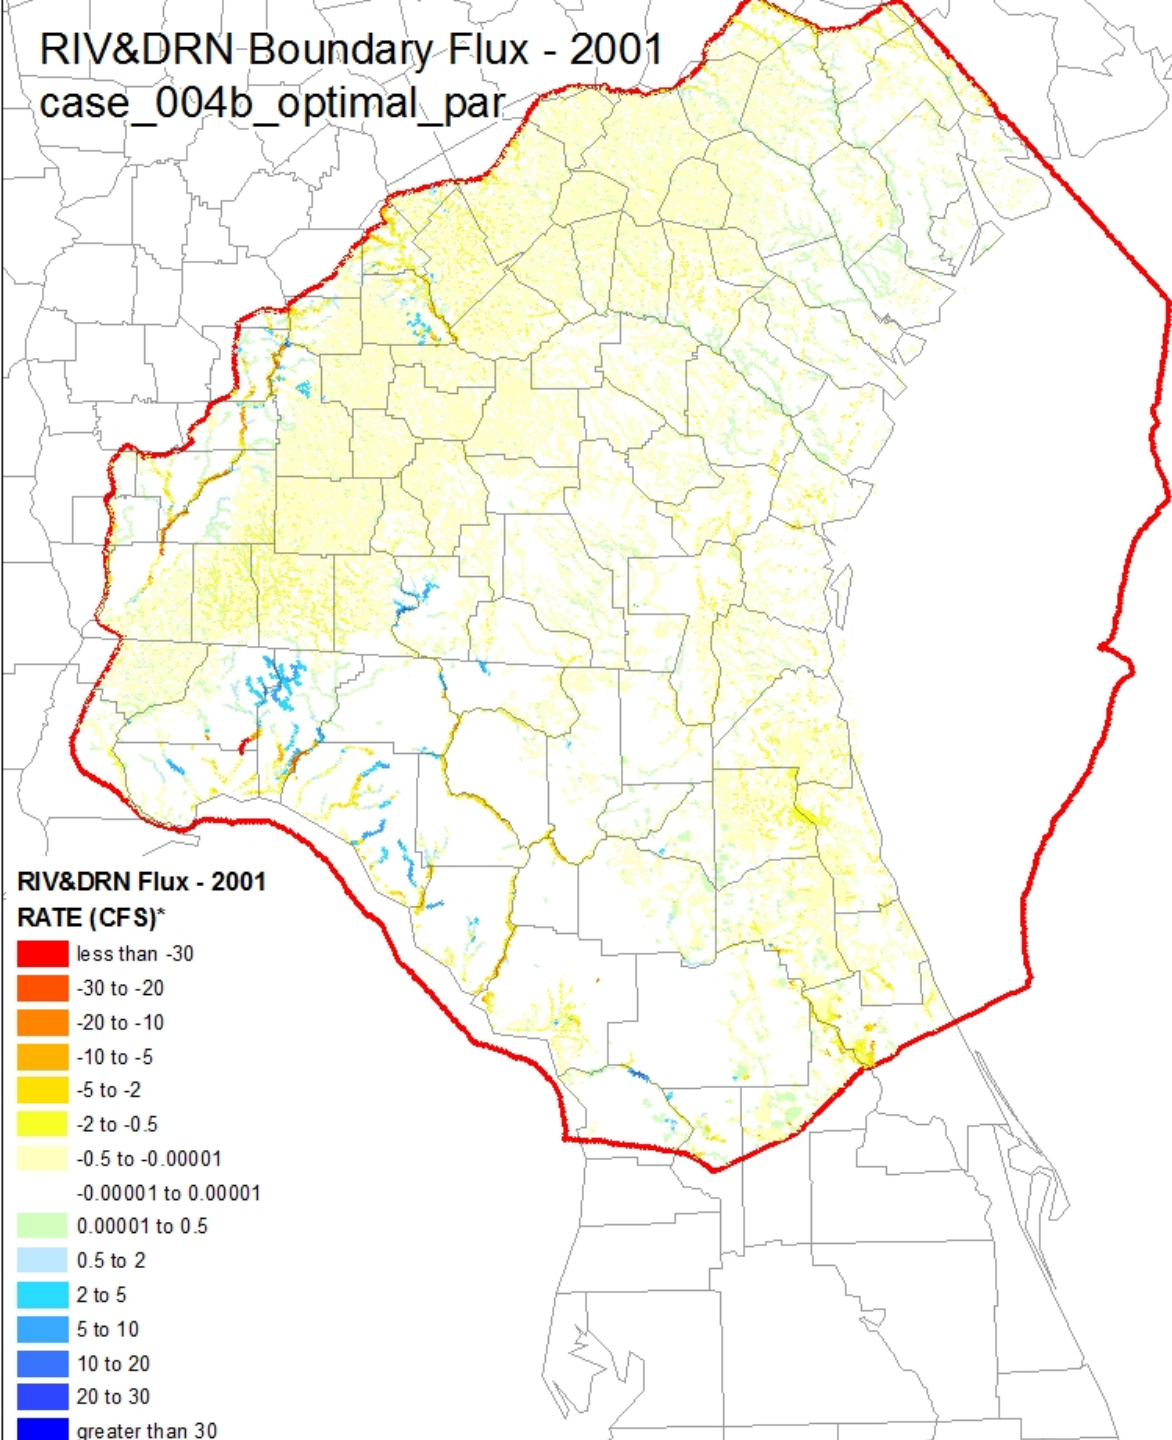 RIV&DRN Boundary Flux - 2001
case_004b_optimal_par
RIV&DRN Flux - 2001
RATE (CFS)*
less than -30
-30 to -20
-20 to -10
-10 to -5
-5 to -2
-2 to -0.5
-0.5 to -0.00001
-0.00001 to 0.00001
0.00001 to 0.5
0.5 to 2
2 to 5
5 to 10
10 to 20
20 to 30
greater than 30